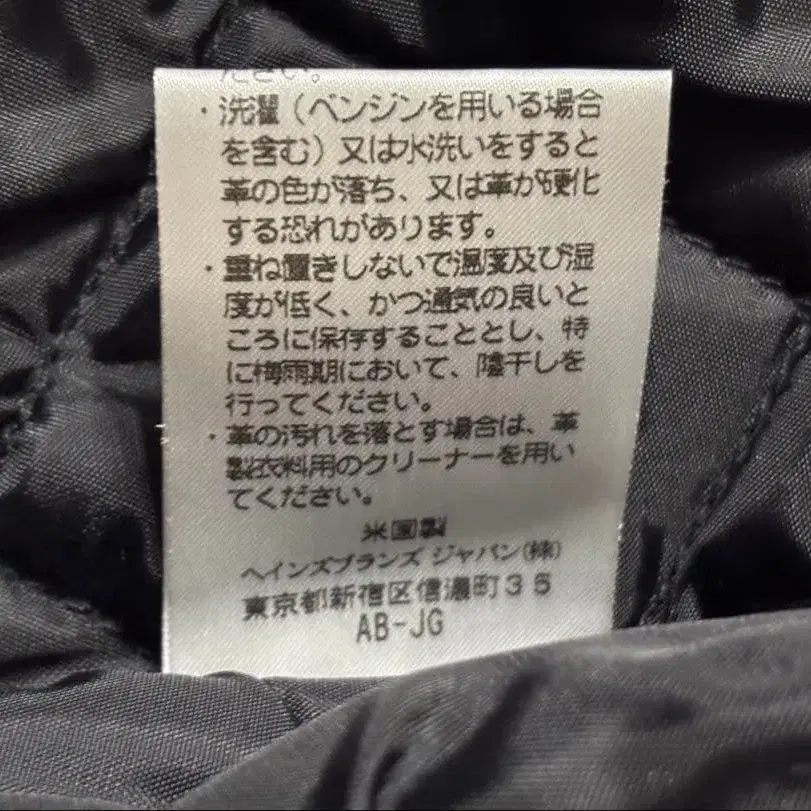 ださい。
・洗濯（ベンジンを用いる場合
を含む）又は水洗いをすると
革の色が落ち、又は革が硬化
する恐れがあります。
・重ね置きしないで温度及び湿
度が低く、かつ通気の良いと
ころに保存することとし、特
に梅雨期において、陰干しを
行ってください。
・革の汚れを落とす場合は、革
製衣料用のクリーナーを用い
てください。
米国製
ヘインズブランズ ジャパン(株)
東京都新宿区信濃町35
AB-JG